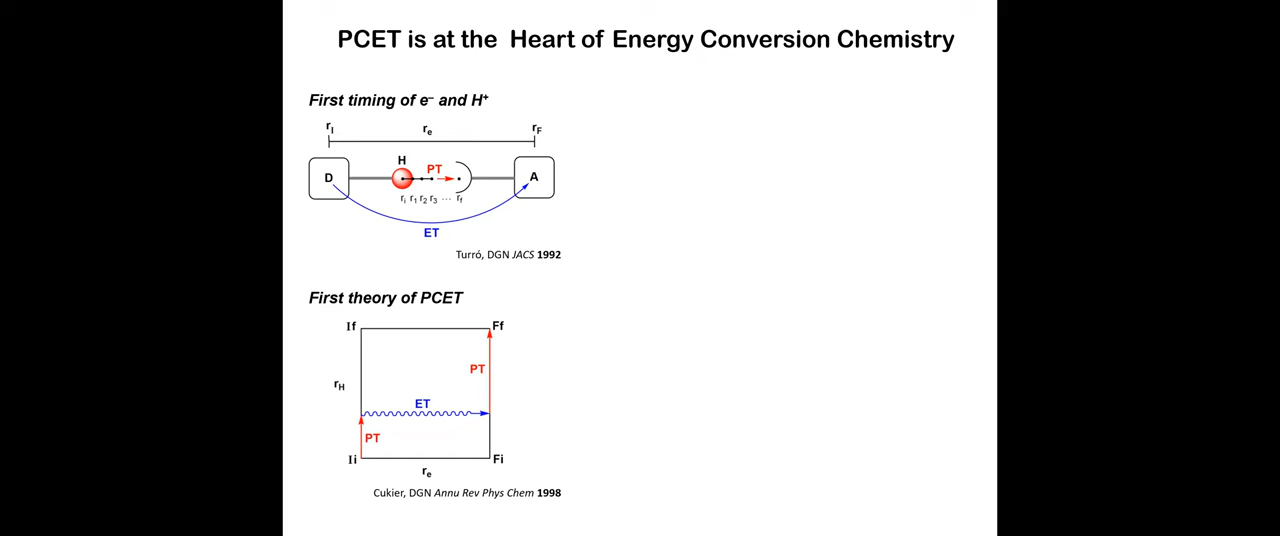 PCET is at the Heart of Energy Conversion Chemistry
First timing of e– and H+
rI re rF
H
PT
D A
ri r1 r2 r3 ··· rf
ET
Turró, DGN JACS 1992
First theory of PCET
If Ff
PT
rH
ET
PT
Ii Fi
re
Cukier, DGN Annu Rev Phys Chem 1998